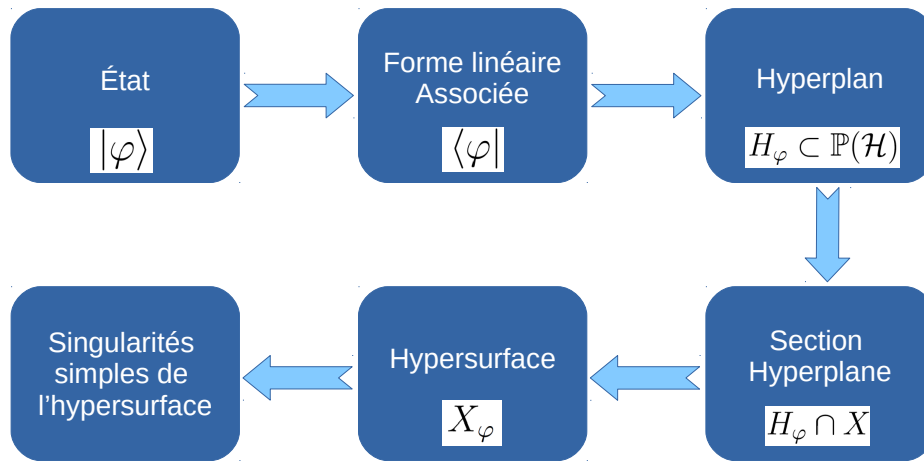 État
|φ⟩
Forme linéaire
Associée
⟨φ|
Hyperplan
H_φ ⊂ ℙ(ℋ)
Section
Hyperplane
H_φ ∩ X
Hypersurface
X_φ
Singularités
simples de
l'hypersurface